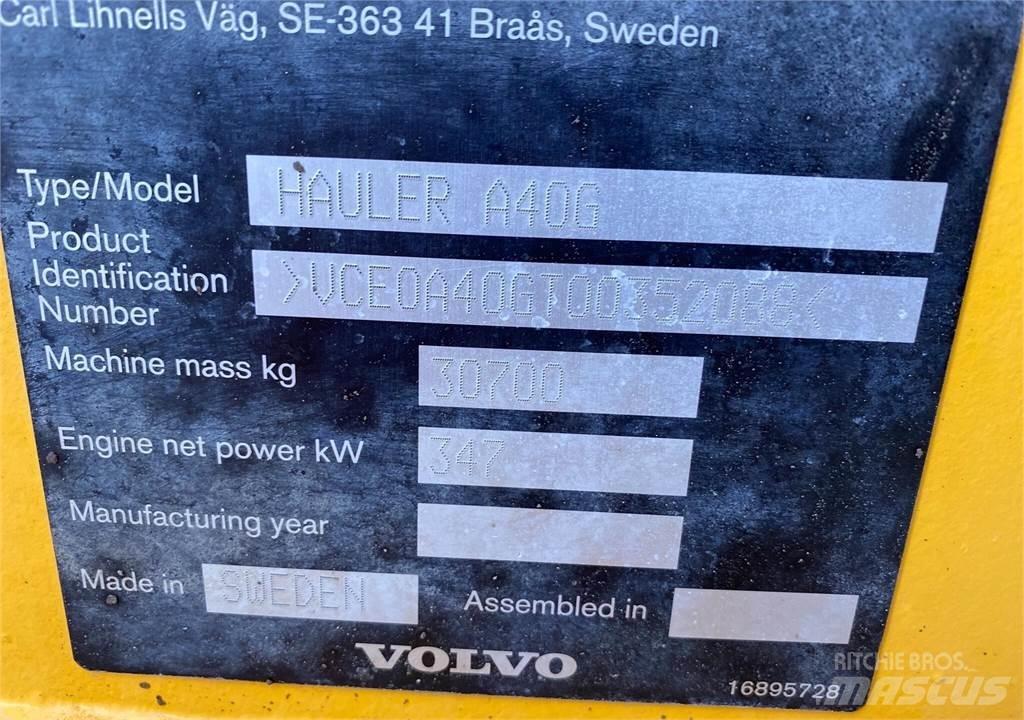 Carl Lihnells Väg, SE-363 41 Braås, Sweden
Type/Model HAULER A40G
Product
Identification >VCE0A40GT00352088<
Number
Machine mass kg 30700
Engine net power kW 347
Manufacturing year
Made in SWEDEN Assembled in
VOLVO
16895728
RITCHIE BROS.
MASCUS